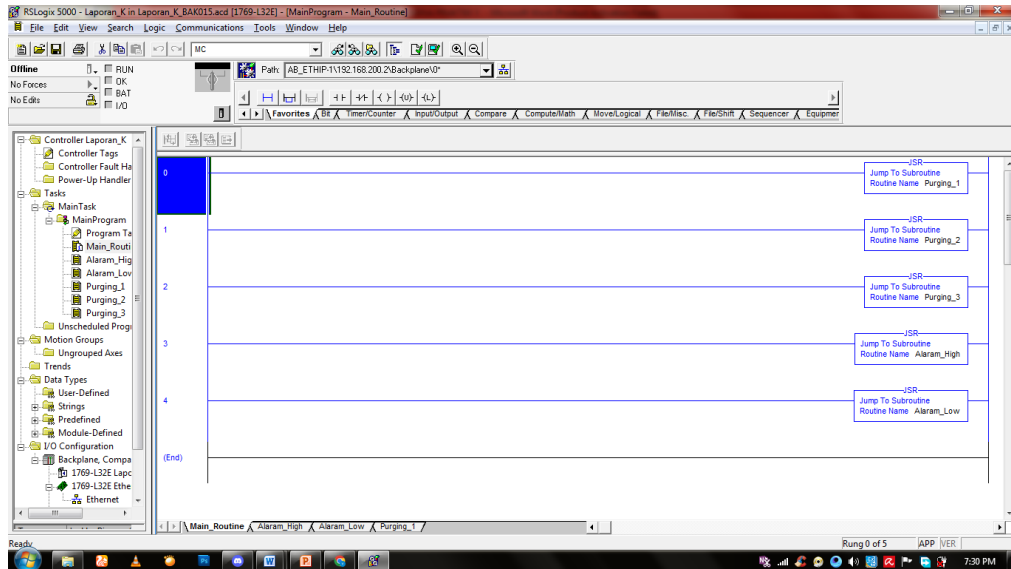 RSLogix 5000 - Laporan_K in Laporan_K_BAK015.acd [1769-L32E] - [MainProgram - Main_Routine]
File Edit View Search Logic Communications Tools Window Help
MC
Offline
RUN
No Forces
OK
No Edits
BAT
I/O
Path: AB_ETHIP-1\192.168.200.2\Backplane\0*
Favorites Bit Timer/Counter Input/Output Compare Compute/Math Move/Logical File/Misc. File/Shift Sequencer Equipmer
Controller Laporan_K
Controller Tags
Controller Fault Ha
Power-Up Handler
Tasks
MainTask
MainProgram
Program Ta
Main_Routi
Alaram_Hig
Alaram_Lov
Purging_1
Purging_2
Purging_3
Unscheduled Progr
Motion Groups
Ungrouped Axes
Trends
Data Types
User-Defined
Strings
Predefined
Module-Defined
I/O Configuration
Backplane, Compa
1769-L32E Lapc
1769-L32E Ethe
Ethernet
0
JSR
Jump To Subroutine
Routine Name Purging_1
1
JSR
Jump To Subroutine
Routine Name Purging_2
2
JSR
Jump To Subroutine
Routine Name Purging_3
3
JSR
Jump To Subroutine
Routine Name Alaram_High
4
JSR
Jump To Subroutine
Routine Name Alaram_Low
(End)
Main_Routine Alaram_High Alaram_Low Purging_1
Ready
Rung 0 of 5 APP VER
7:30 PM